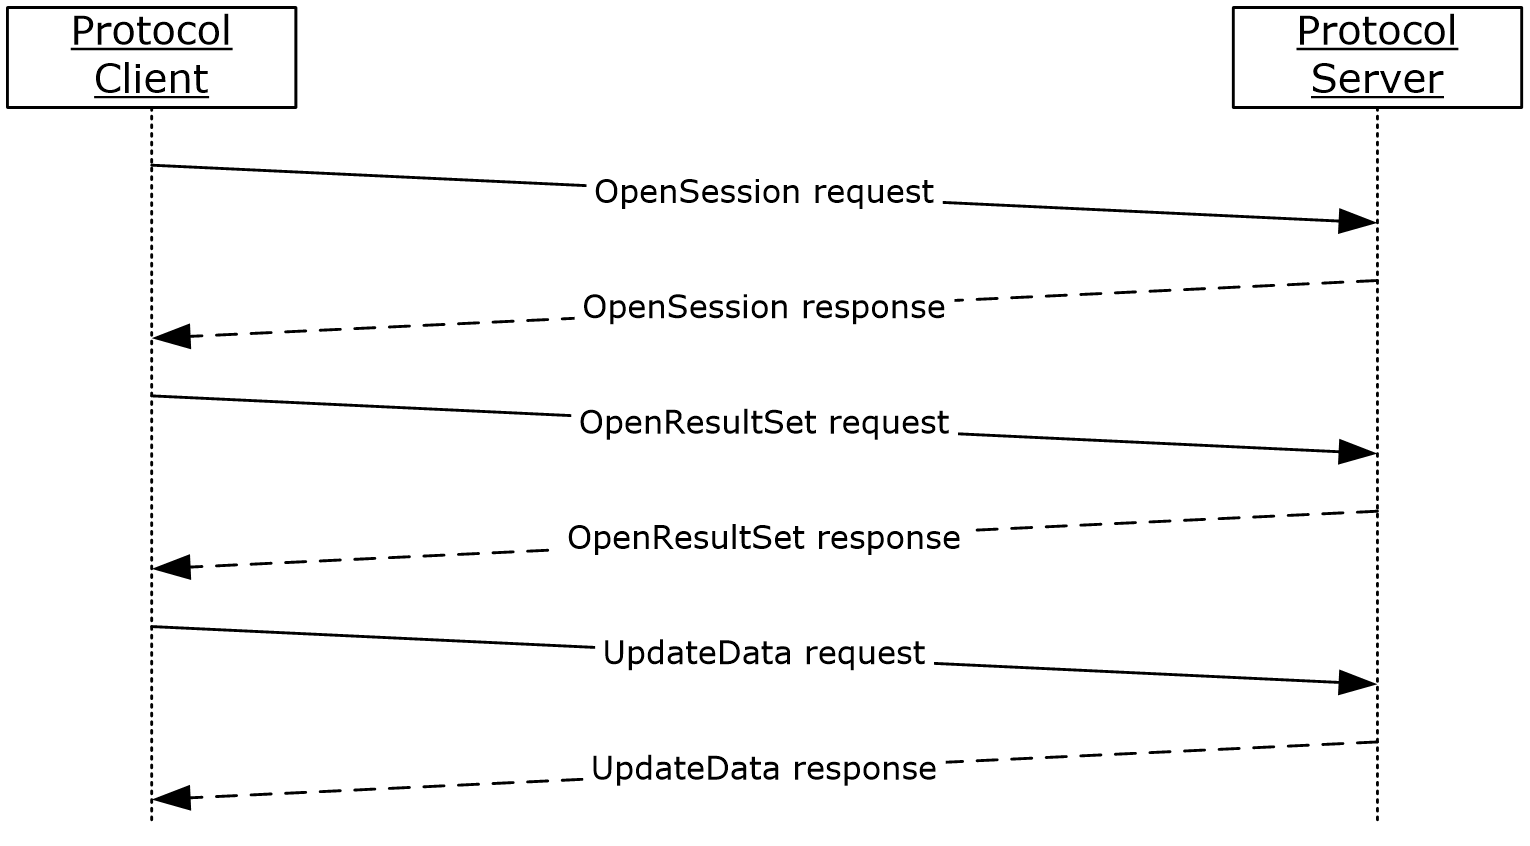 Protocol
Client
Protocol
Server
OpenSession request
OpenSession response
OpenResultSet request
OpenResultSet response
UpdateData request
UpdateData response